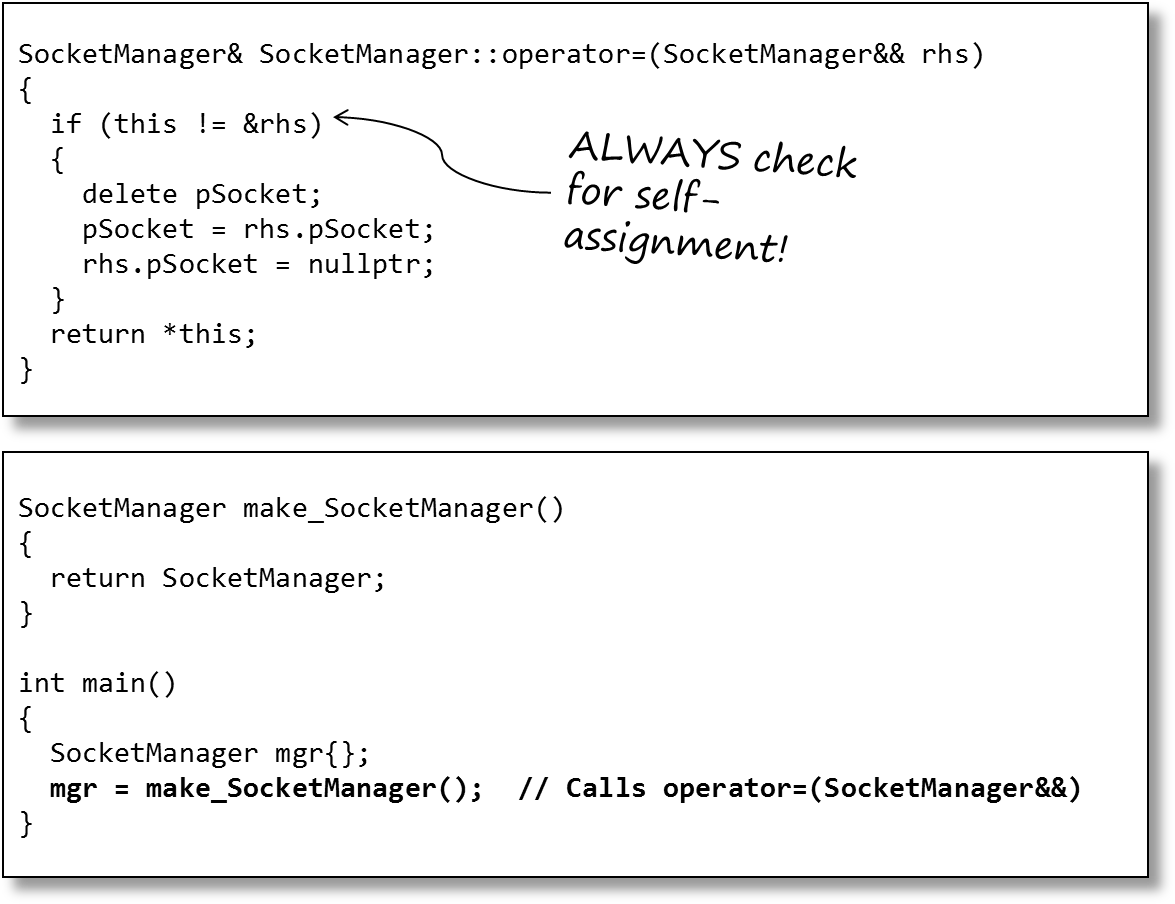 SocketManager& SocketManager::operator=(SocketManager&& rhs)
{
  if (this != &rhs)
  {
    delete pSocket;
    pSocket = rhs.pSocket;
    rhs.pSocket = nullptr;
  }
  return *this;
}
ALWAYS check
for self-
assignment!
SocketManager make_SocketManager()
{
  return SocketManager;
}
int main()
{
  SocketManager mgr{};
  mgr = make_SocketManager();  // Calls operator=(SocketManager&&)
}